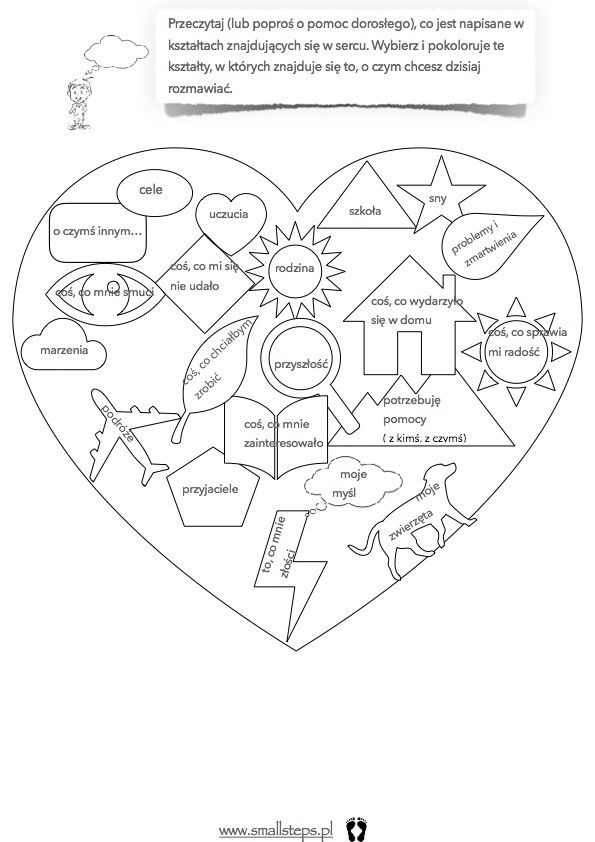 Przeczytaj (lub poproś o pomoc dorosłego), co jest napisane w
kształtach znajdujących się w sercu. Wybierz i pokoloruje te
kształty, w których znajduje się to, o czym chcesz dzisiaj
rozmawiać.
cele
o czymś innym...
uczucia
szkoła
sny
problemy i
zmartwienia
coś, co mi się
nie udało
rodzina
coś, co mnie smuci
coś, co wydarzyło
się w domu
coś, co sprawia
mi radość
marzenia
coś, co chciałbym
zrobić
przyszłość
potrzebuję
pomocy
( z kimś, z czymś)
podróże
coś, co mnie
zainteresowało
przyjaciele
moje
myśl
moje
zwierzęta
to, co mnie
złości
www.smallsteps.pl